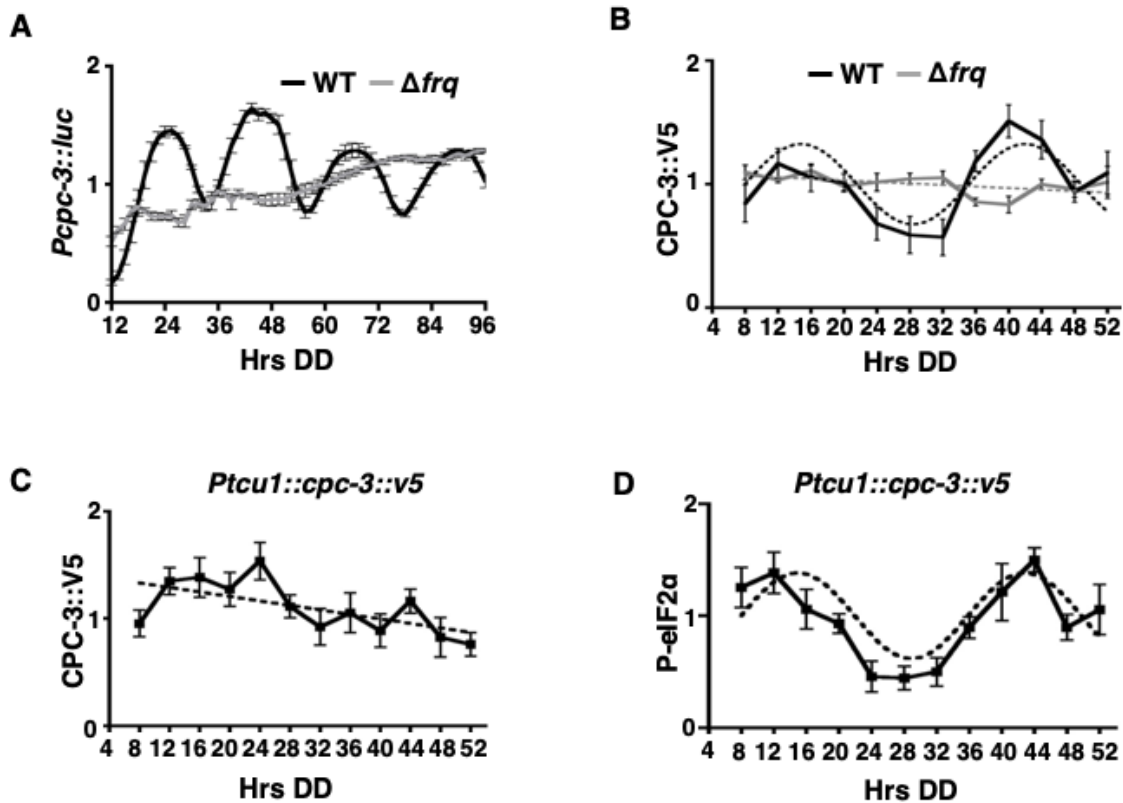 A
WT Δfrq
Pcpc-3::luc
2
1
0
12 24 36 48 60 72 84 96
Hrs DD
B
WT Δfrq
CPC-3::V5
2
1
0
4 8 12 16 20 24 28 32 36 40 44 48 52
Hrs DD
C
Ptcu1::cpc-3::v5
CPC-3::V5
2
1
0
4 8 12 16 20 24 28 32 36 40 44 48 52
Hrs DD
D
Ptcu1::cpc-3::v5
P-eIF2α
2
1
0
4 8 12 16 20 24 28 32 36 40 44 48 52
Hrs DD